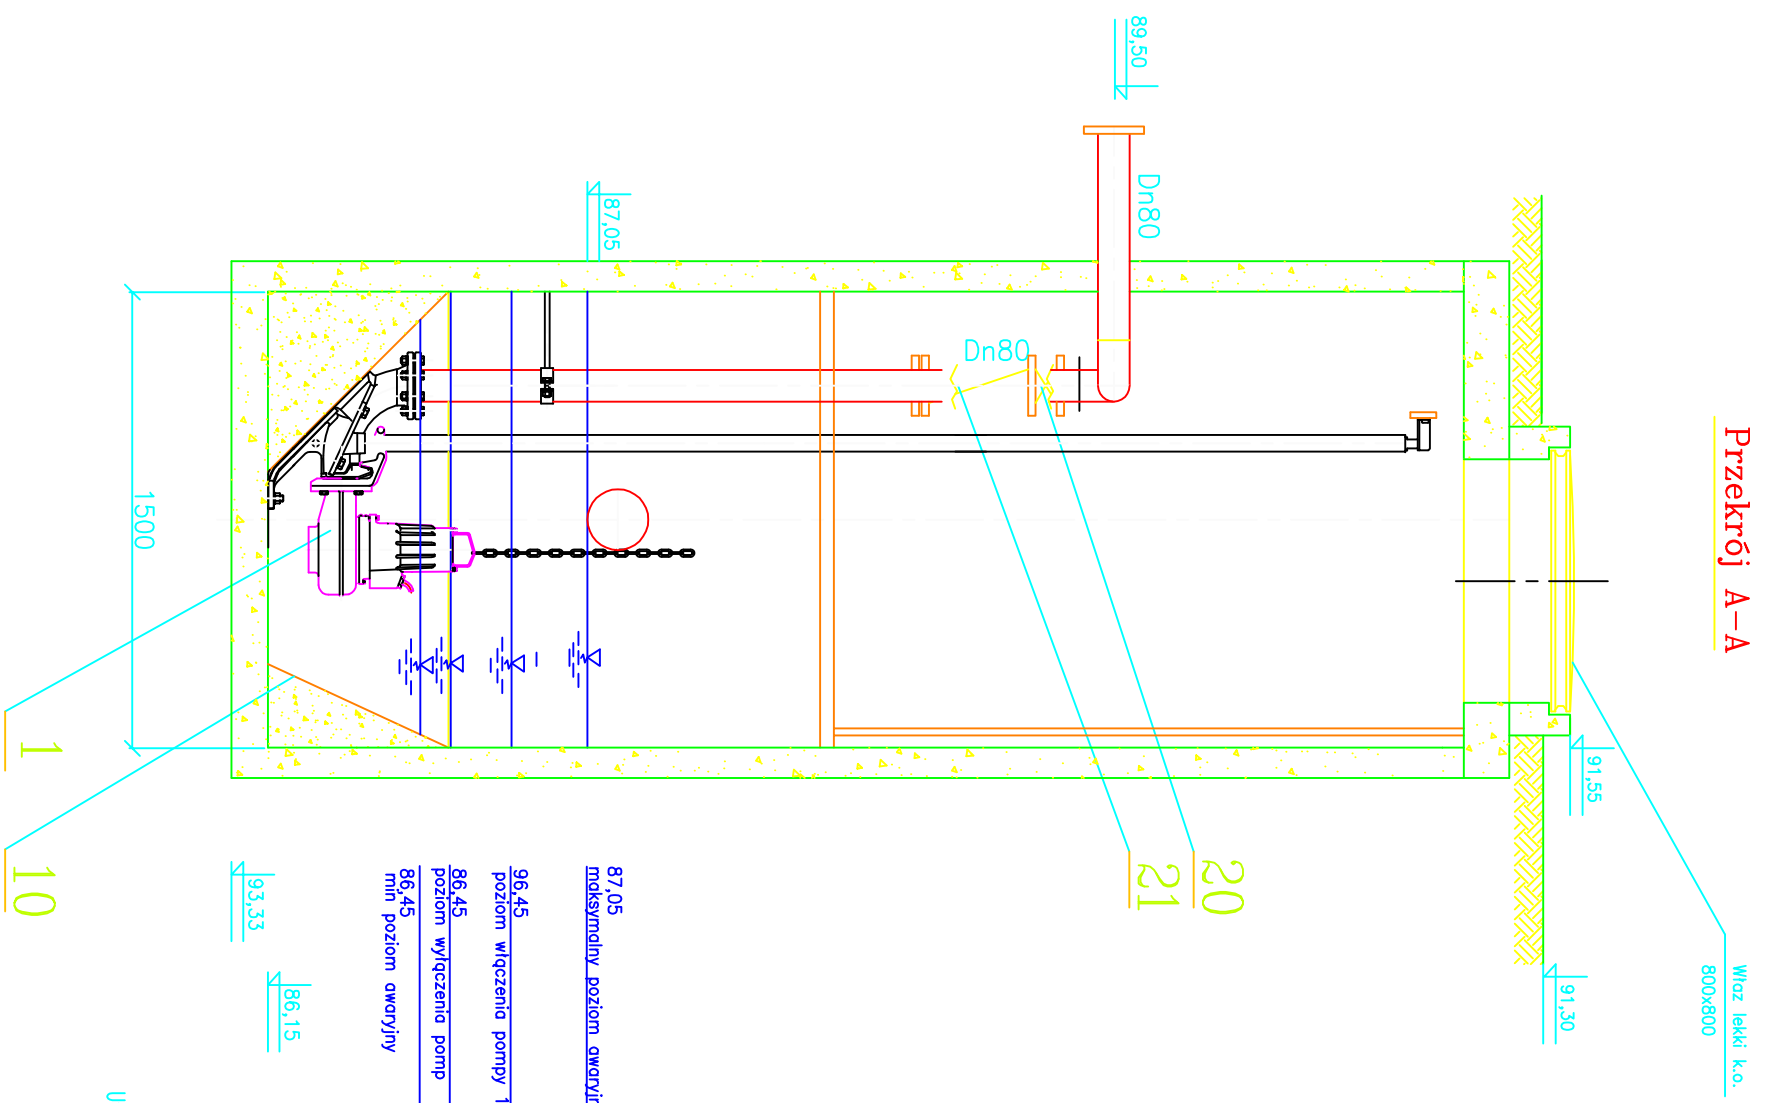 Przekrój A-A
Właz lekki k.o.
800x800
91,55
91,30
89,50
Dn80
Dn80
87,05
20
21
87,05
maksymalny poziom
96,45
poziom włączenia pompy 1
86,45
poziom wyłączenia pomp
86,45
min poziom awaryjny
86,15
93,33
1500
1
10
U